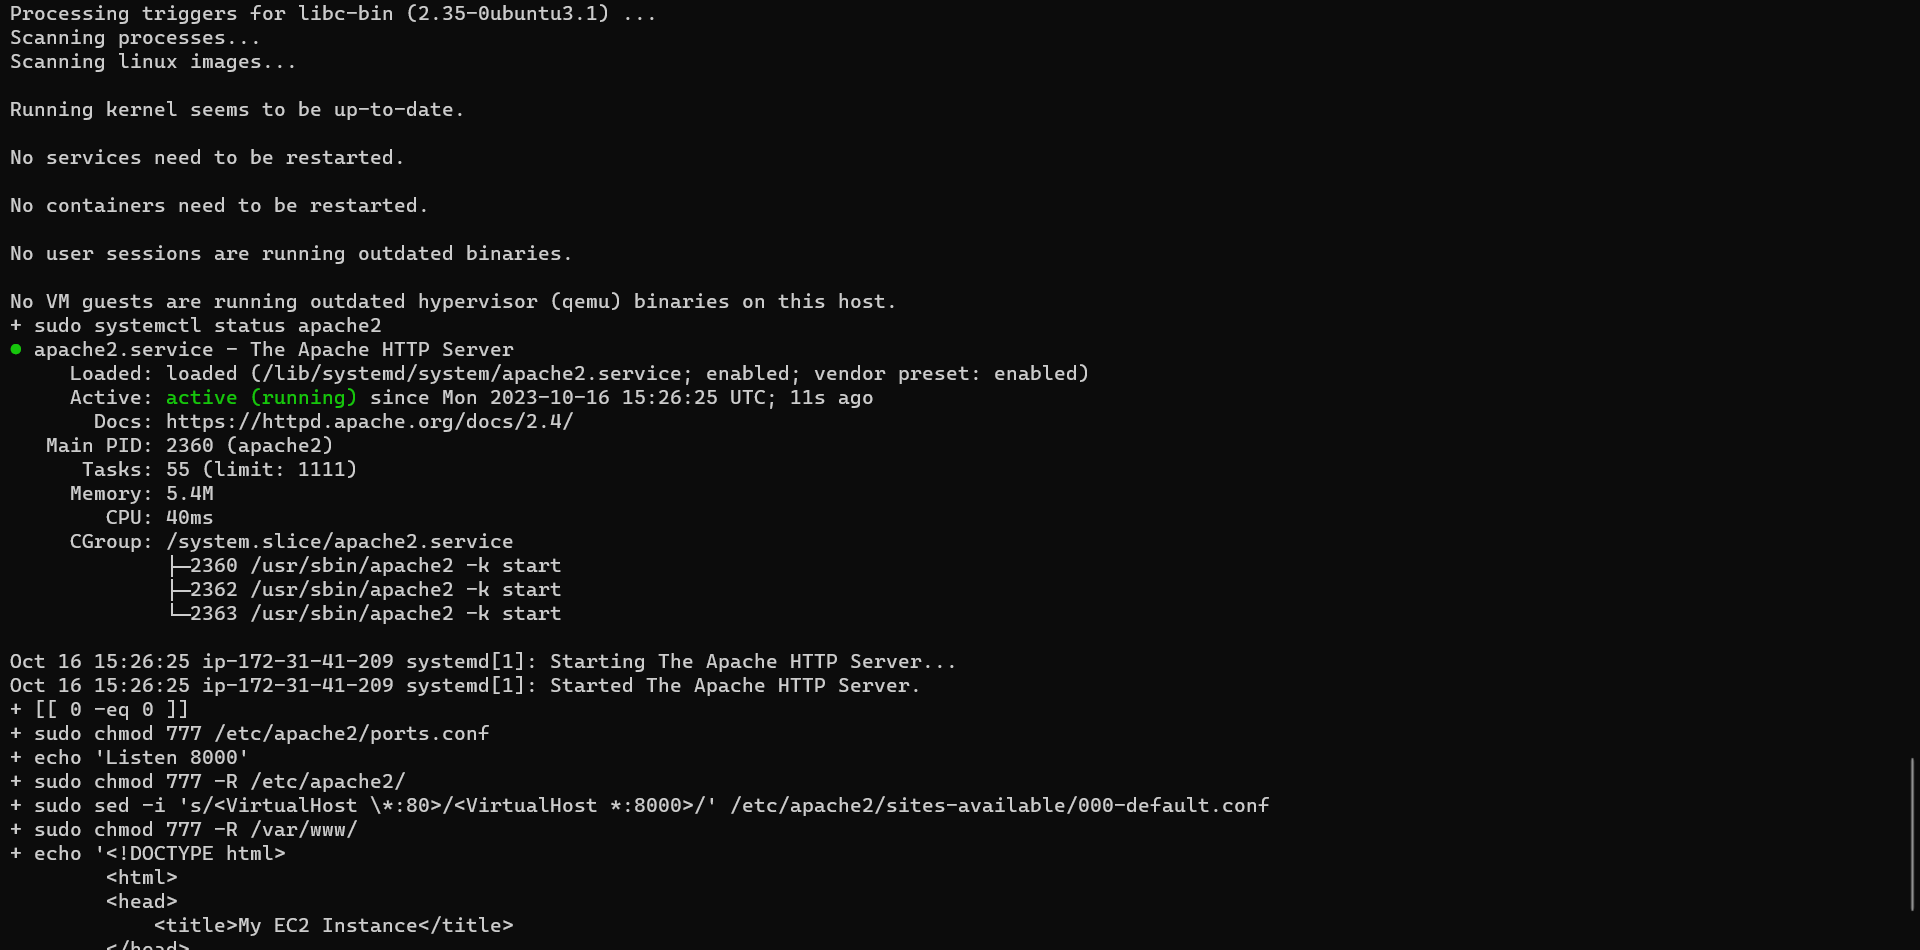 Processing triggers for libc-bin (2.35-0ubuntu3.1) ...
Scanning processes...
Scanning linux images...
Running kernel seems to be up-to-date.
No services need to be restarted.
No containers need to be restarted.
No user sessions are running outdated binaries.
No VM guests are running outdated hypervisor (qemu) binaries on this host.
+ sudo systemctl status apache2
● apache2.service - The Apache HTTP Server
     Loaded: loaded (/lib/systemd/system/apache2.service; enabled; vendor preset: enabled)
     Active: active (running) since Mon 2023-10-16 15:26:25 UTC; 11s ago
       Docs: https://httpd.apache.org/docs/2.4/
   Main PID: 2360 (apache2)
      Tasks: 55 (limit: 1111)
     Memory: 5.4M
        CPU: 40ms
     CGroup: /system.slice/apache2.service
             ├─2360 /usr/sbin/apache2 -k start
             ├─2362 /usr/sbin/apache2 -k start
             └─2363 /usr/sbin/apache2 -k start
Oct 16 15:26:25 ip-172-31-41-209 systemd[1]: Starting The Apache HTTP Server...
Oct 16 15:26:25 ip-172-31-41-209 systemd[1]: Started The Apache HTTP Server.
+ [[ 0 -eq 0 ]]
+ sudo chmod 777 /etc/apache2/ports.conf
+ echo 'Listen 8000'
+ sudo chmod 777 -R /etc/apache2/
+ sudo sed -i 's/<VirtualHost \*:80>/<VirtualHost *:8000>/' /etc/apache2/sites-available/000-default.conf
+ sudo chmod 777 -R /var/www/
+ echo '<!DOCTYPE html>
        <html>
        <head>
            <title>My EC2 Instance</title>
        </head>